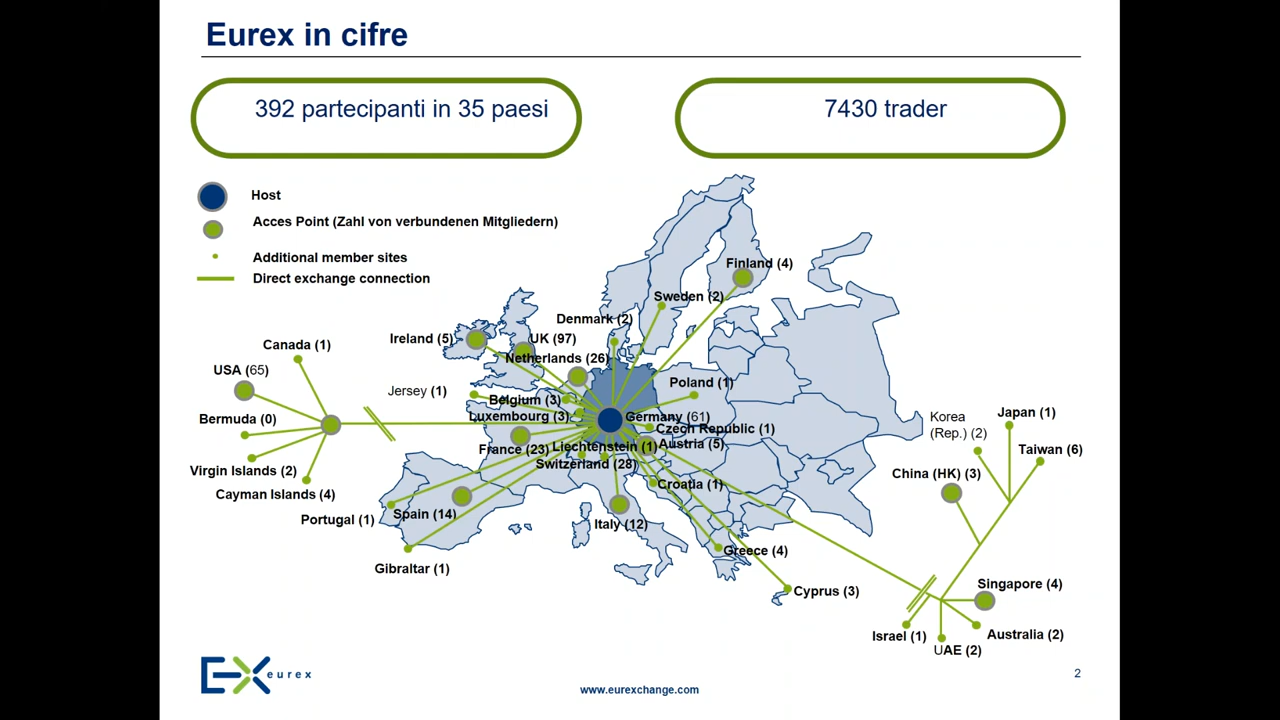 Eurex in cifre
392 partecipanti in 35 paesi
7430 trader
Host
Acces Point (Zahl von verbundenen Mitgliedern)
Additional member sites
Direct exchange connection
Finland (4)
Sweden (2)
Denmark (2)
Ireland (5)
UK (97)
Netherlands (26)
Canada (1)
USA (65)
Jersey (1)
Poland (1)
Belgium (3)
Bermuda (0)
Luxembourg (3)
Germany (61)
Czech Republic (1)
Korea
(Rep.) (2)
Japan (1)
France (23)
Liechtenstein (1)
Austria (5)
Taiwan (6)
Switzerland (28)
Virgin Islands (2)
China (HK) (3)
Croatia (1)
Cayman Islands (4)
Portugal (1)
Spain (14)
Italy (12)
Greece (4)
Gibraltar (1)
Cyprus (3)
Singapore (4)
Israel (1)
Australia (2)
UAE (2)
eurex
www.eurexchange.com
2